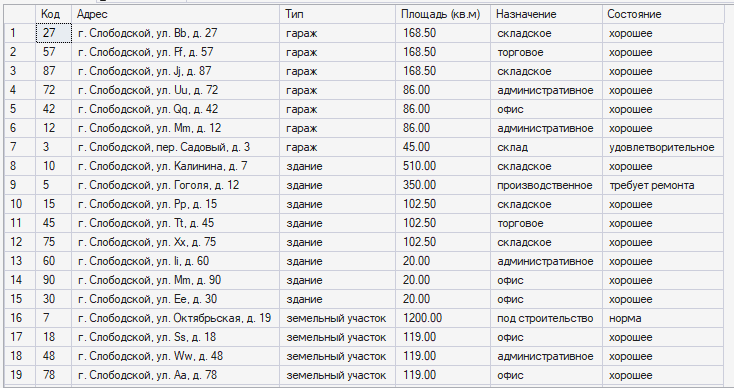 Код Адрес Тип Площадь (кв.м) Назначение Состояние
1 27 г. Слободской, ул. Bb, д. 27 гараж 168.50 складское хорошее
2 57 г. Слободской, ул. Ff, д. 57 гараж 168.50 торговое хорошее
3 87 г. Слободской, ул. Jj, д. 87 гараж 168.50 складское хорошее
4 72 г. Слободской, ул. Uu, д. 72 гараж 86.00 административное хорошее
5 42 г. Слободской, ул. Qq, д. 42 гараж 86.00 офис хорошее
6 12 г. Слободской, ул. Mm, д. 12 гараж 86.00 административное хорошее
7 3 г. Слободской, пер. Садовый, д. 3 гараж 45.00 склад удовлетворительное
8 10 г. Слободской, ул. Калинина, д. 7 здание 510.00 складское хорошее
9 5 г. Слободской, ул. Гоголя, д. 12 здание 350.00 производственное требует ремонта
10 15 г. Слободской, ул. Pp, д. 15 здание 102.50 складское хорошее
11 45 г. Слободской, ул. Tt, д. 45 здание 102.50 торговое хорошее
12 75 г. Слободской, ул. Xx, д. 75 здание 102.50 складское хорошее
13 60 г. Слободской, ул. Ii, д. 60 здание 20.00 административное хорошее
14 90 г. Слободской, ул. Mm, д. 90 здание 20.00 офис хорошее
15 30 г. Слободской, ул. Ee, д. 30 здание 20.00 офис хорошее
16 7 г. Слободской, ул. Октябрьская, д. 19 земельный участок 1200.00 под строительство норма
17 18 г. Слободской, ул. Ss, д. 18 земельный участок 119.00 офис хорошее
18 48 г. Слободской, ул. Ww, д. 48 земельный участок 119.00 административное хорошее
19 78 г. Слободской, ул. Aa, д. 78 земельный участок 119.00 офис хорошее